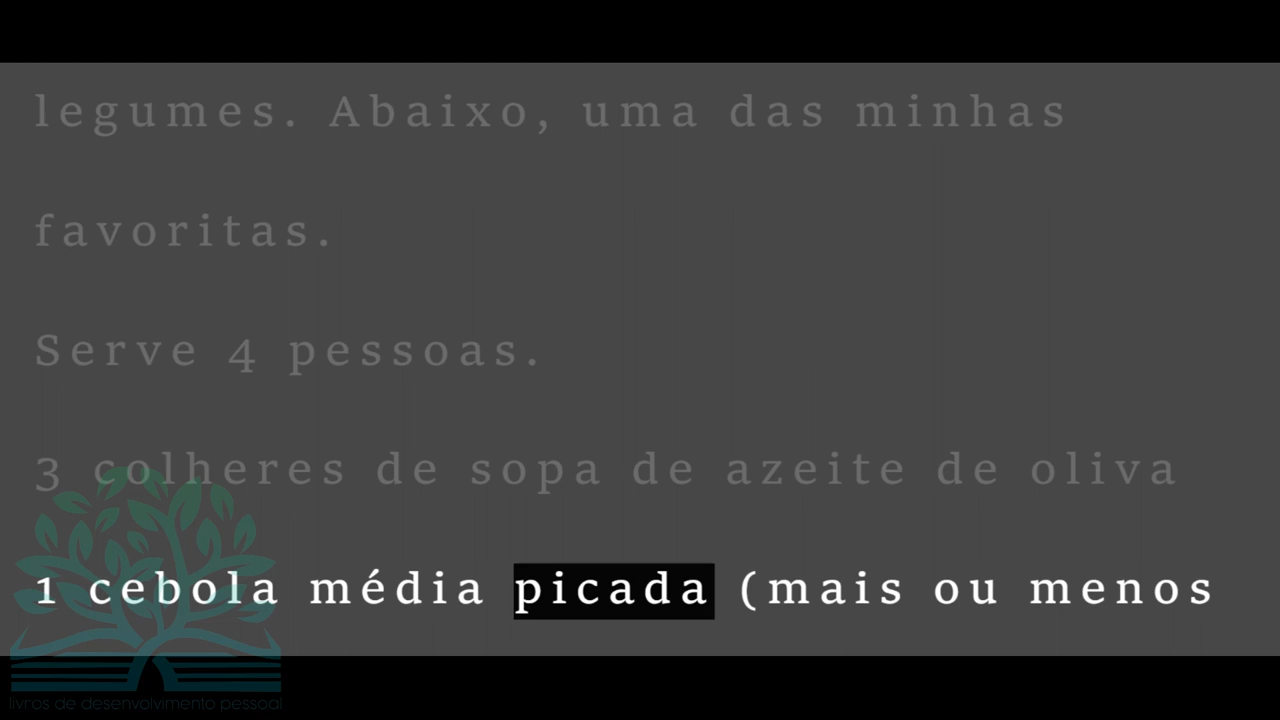 legumes. Abaixo, uma das minhas
favoritas.
Serve 4 pessoas.
3 colheres de sopa de azeite de oliva
1 cebola média picada (mais ou menos
livros de desenvolvimento pessoal